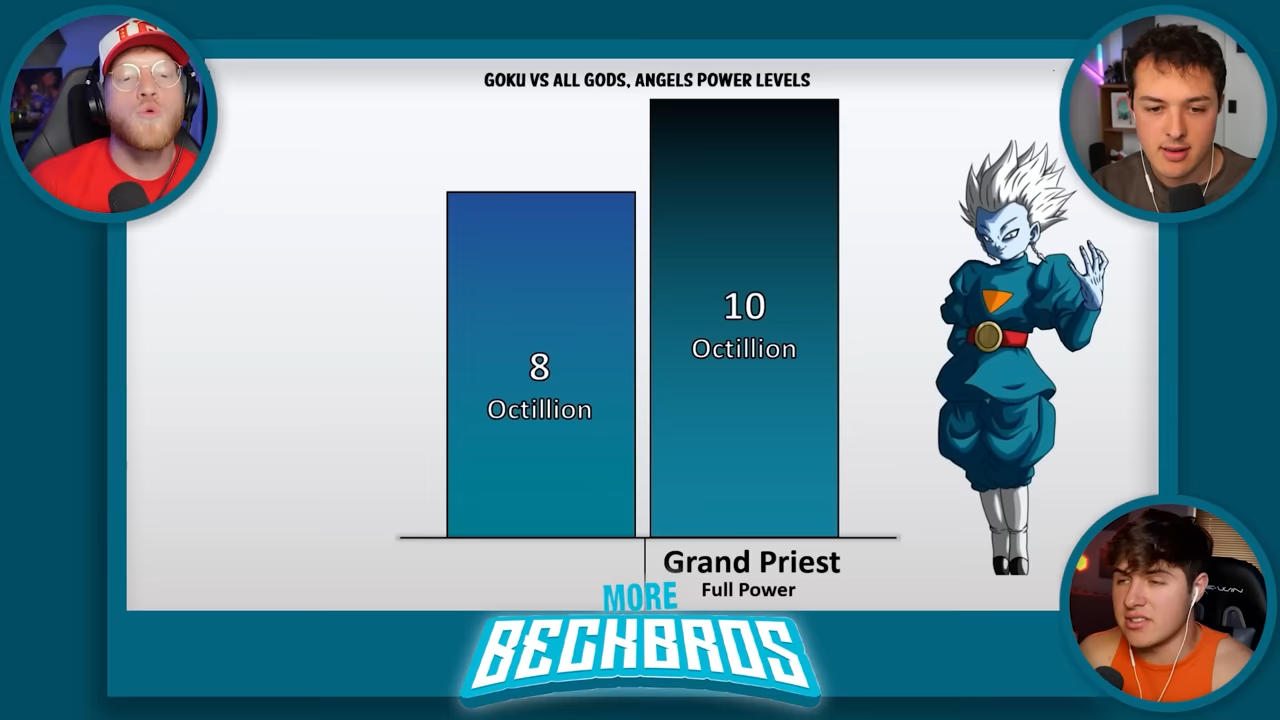 GOKU VS ALL GODS, ANGELS POWER LEVELS
8
Octillion
10
Octillion
Grand Priest
Full Power
MORE
BECKBROS